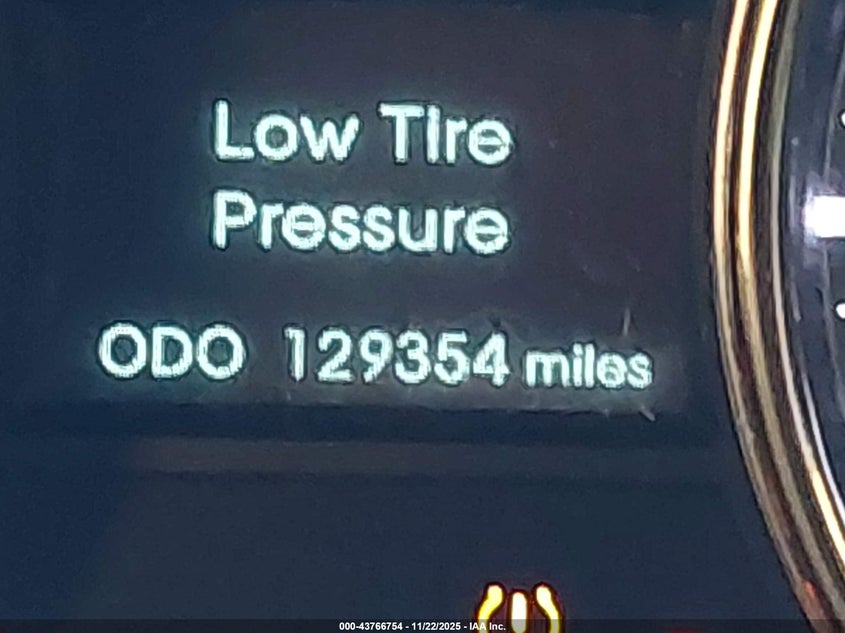 Low Tire
Pressure
ODO 129354 miles
000-43766754 - 11/22/2025 - IAA Inc.